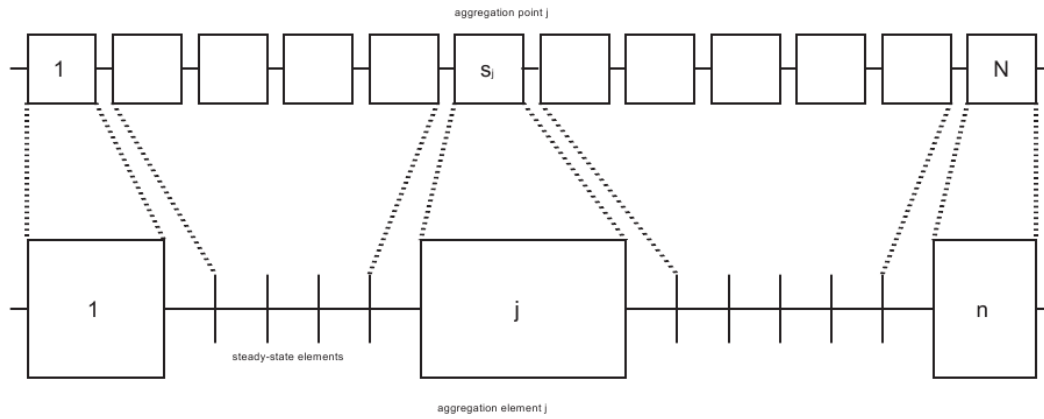 aggregation point j
1 sj N
1 j n
steady-state elements
aggregation element j